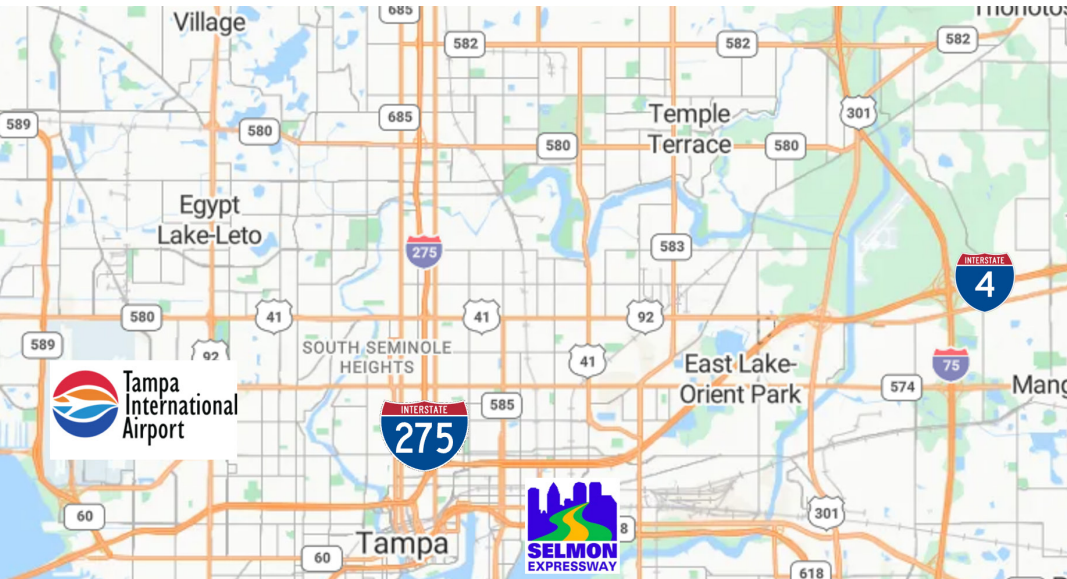 685
Village
582
582
582
589
685
580
Temple
Terrace
301
580
580
Egypt
Lake-Leto
275
583
INTERSTATE
4
580
41
41
92
589
92
SOUTH SEMINOLE
HEIGHTS
41
East Lake-
Orient Park
75
574
Tampa
International
Airport
INTERSTATE
275
585
60
301
SELMON
EXPRESSWAY
8
Tampa
60
618